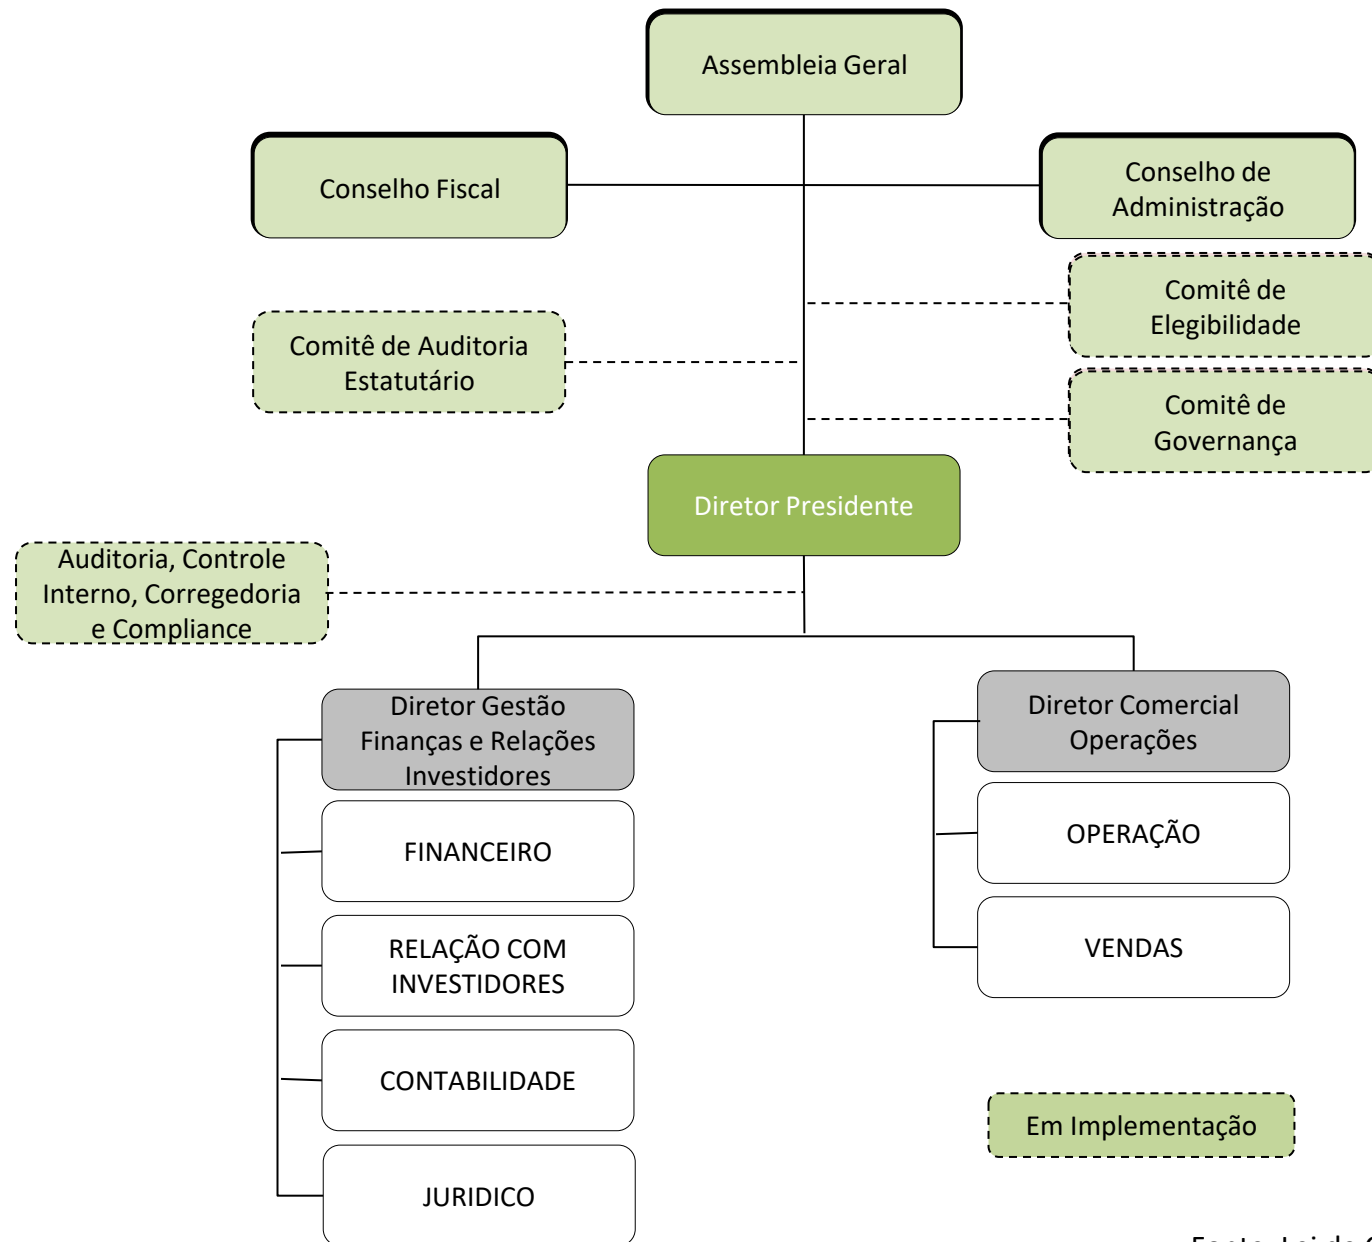 Assembleia Geral
Conselho Fiscal
Conselho de
Administração
Comitê de
Elegibilidade
Comitê de Auditoria
Estatutário
Comitê de
Governança
Diretor Presidente
Auditoria, Controle
Interno, Corregedoria
e Compliance
Diretor Gestão
Finanças e Relações
Investidores
FINANCEIRO
RELAÇÃO COM
INVESTIDORES
CONTABILIDADE
JURIDICO
Diretor Comercial
Operações
OPERAÇÃO
VENDAS
Em Implementação